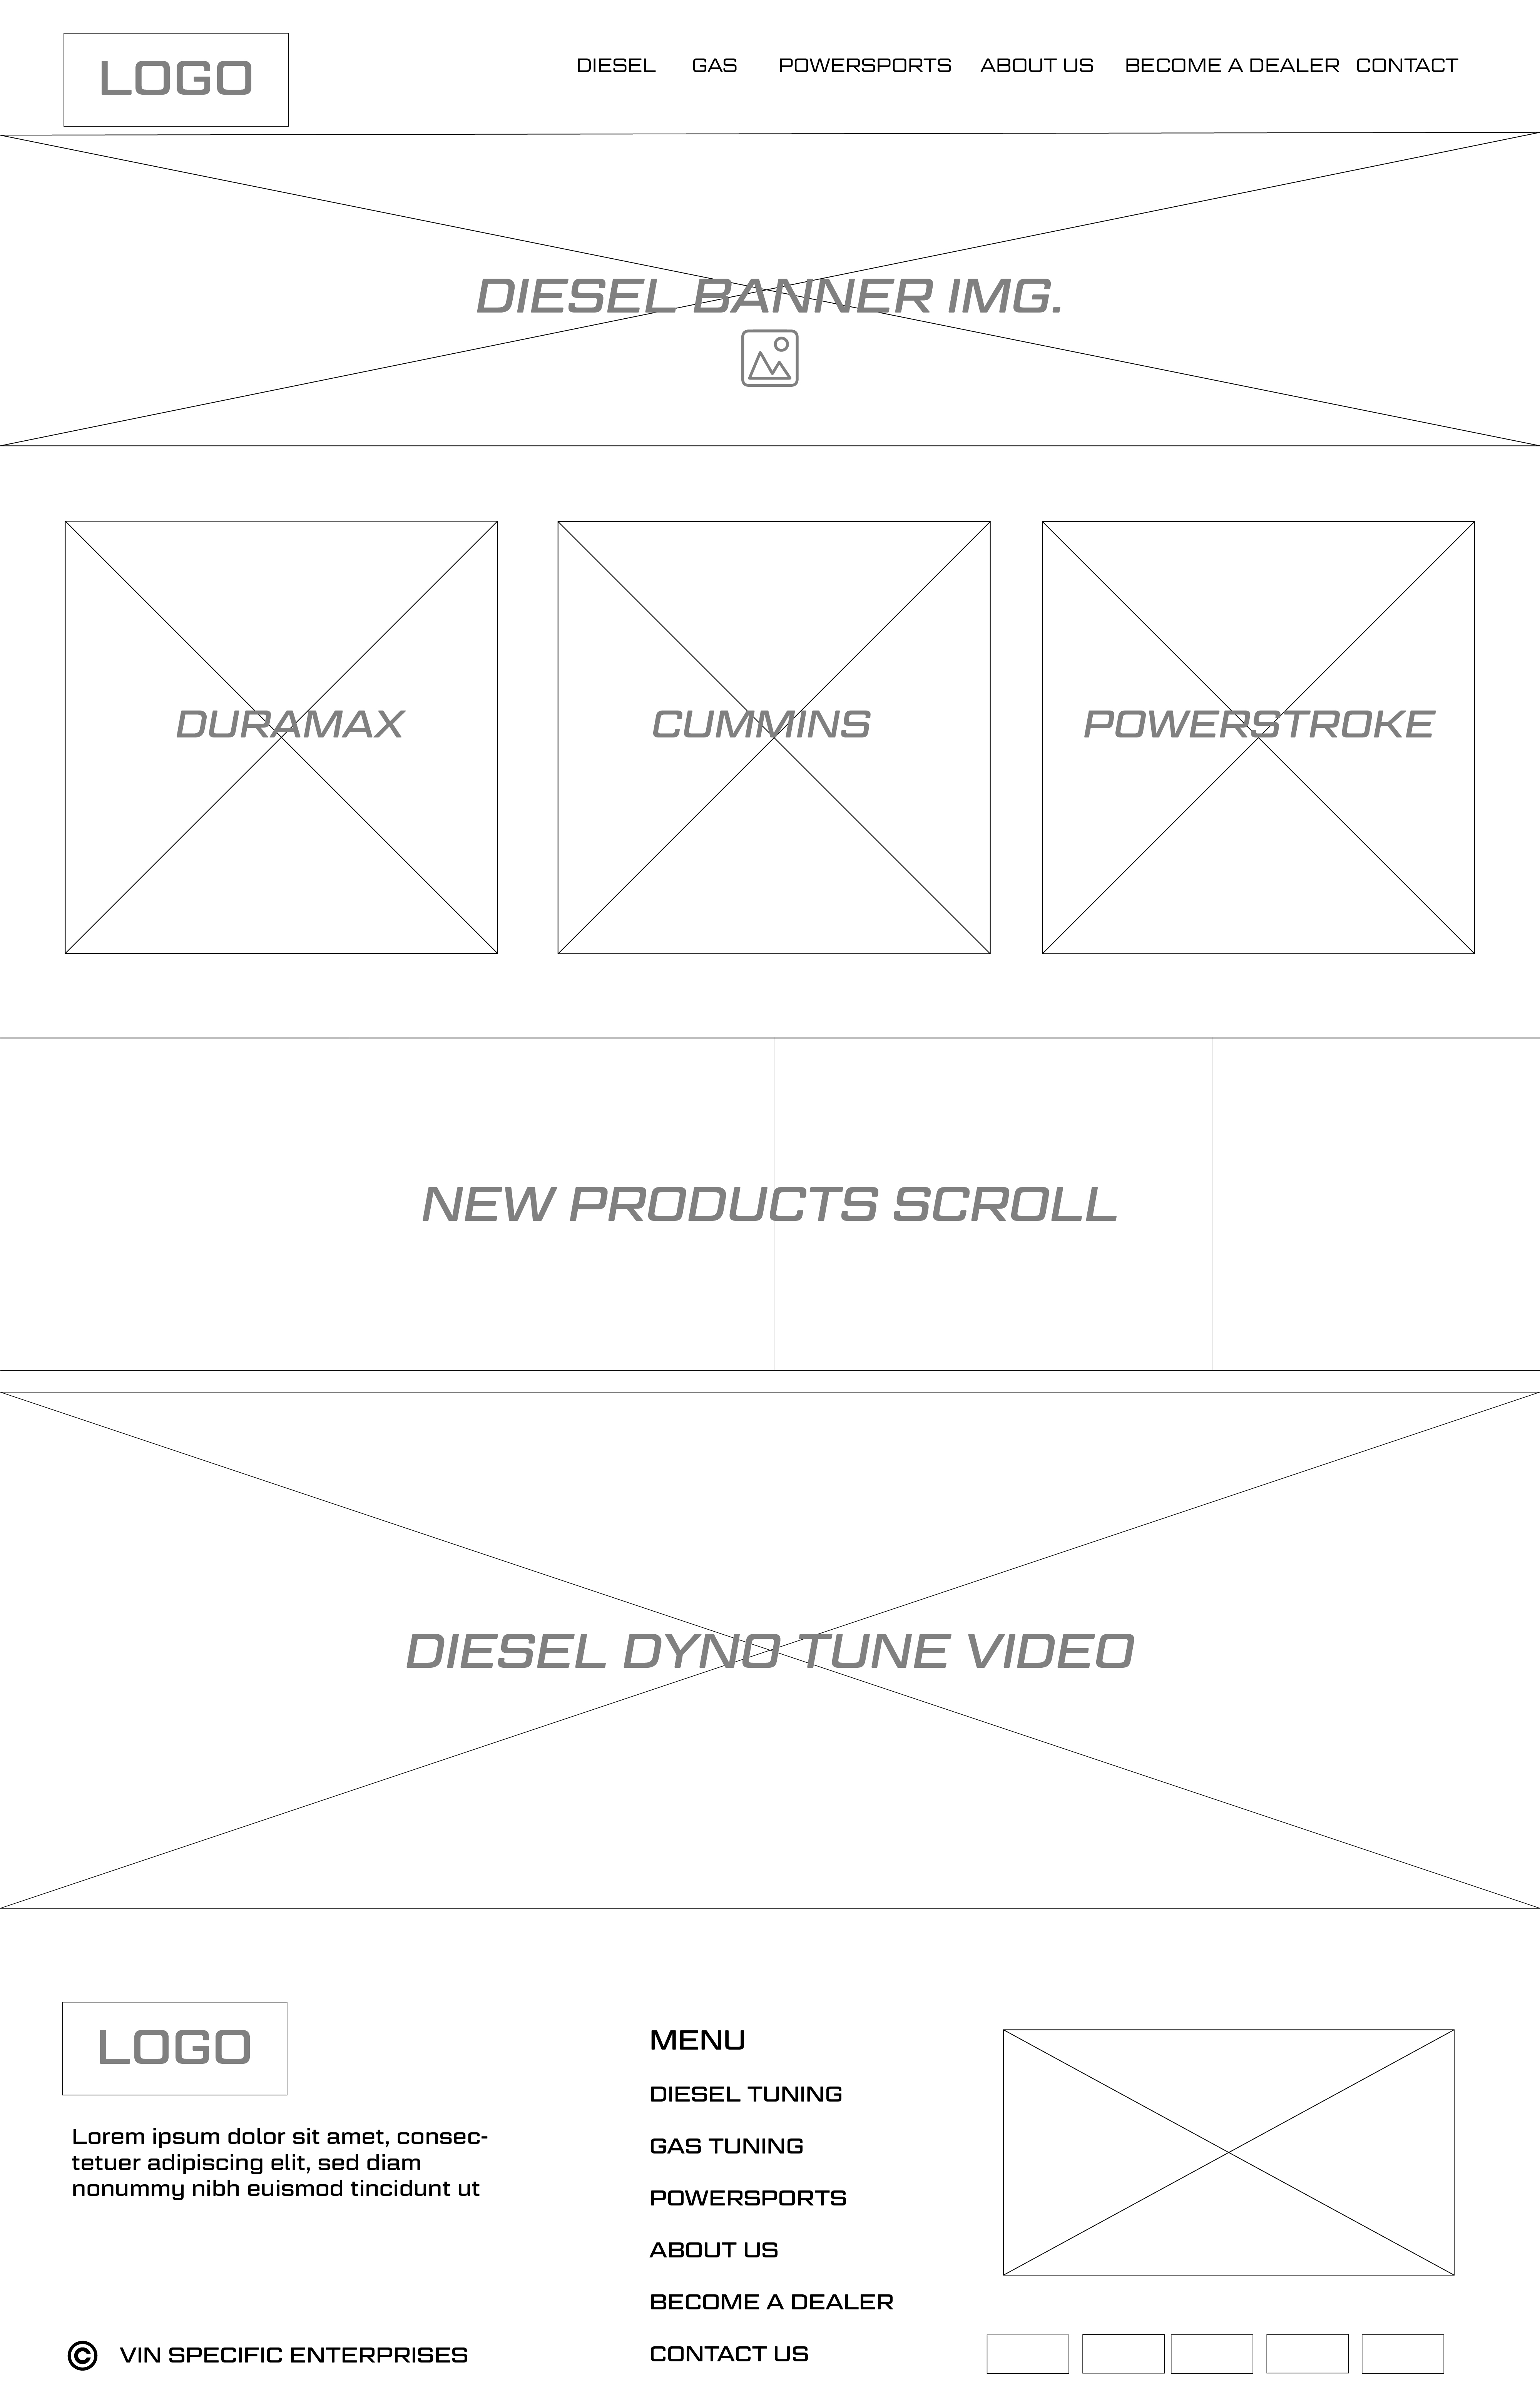 LOGO
DIESEL GAS POWERSPORTS ABOUT US BECOME A DEALER CONTACT
DIESEL BANNER IMG.
DURAMAX
CUMMINS
POWERSTROKE
NEW PRODUCTS SCROLL
DIESEL DYNO TUNE VIDEO
LOGO
Lorem ipsum dolor sit amet, consec-
tetuer adipiscing elit, sed diam
nonummy nibh euismod tincidunt ut
© VIN SPECIFIC ENTERPRISES
MENU
DIESEL TUNING
GAS TUNING
POWERSPORTS
ABOUT US
BECOME A DEALER
CONTACT US